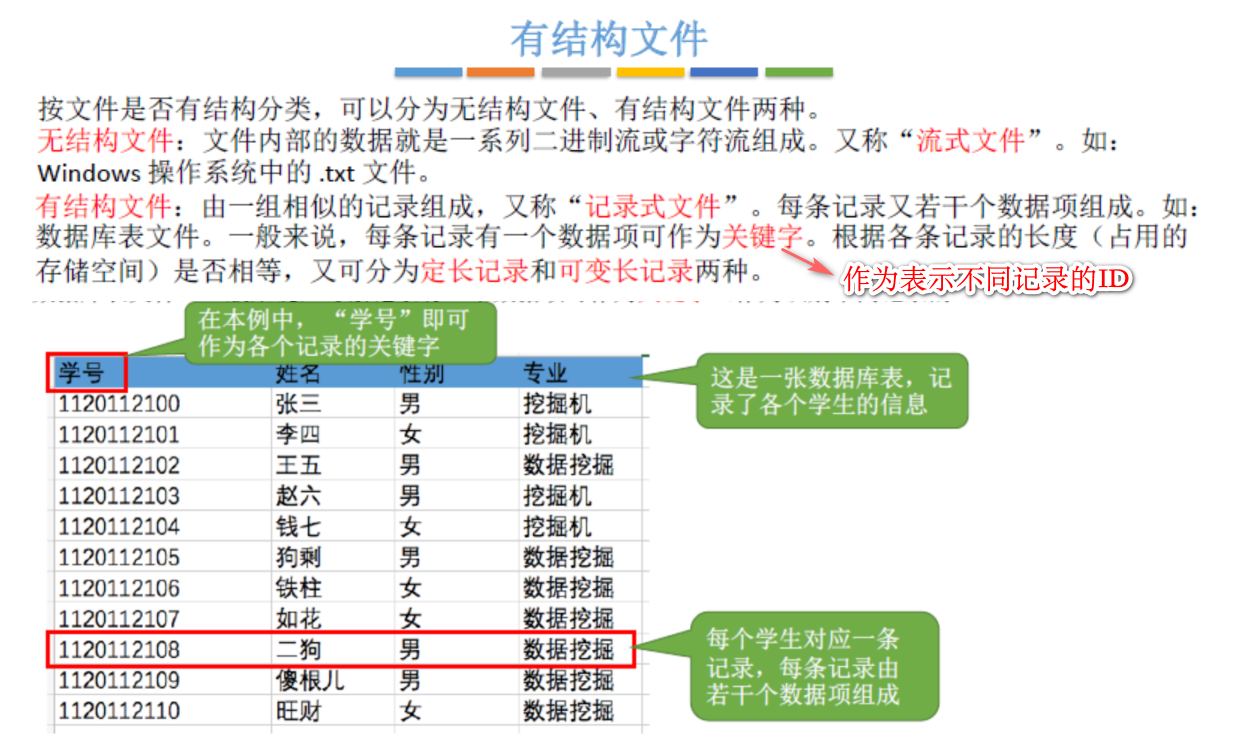 有结构文件
按文件是否有结构分类，可以分为无结构文件、有结构文件两种。
无结构文件：文件内部的数据就是一系列二进制流或字符流组成。又称“流式文件”。如：
Windows 操作系统中的 .txt 文件。
有结构文件：由一组相似的记录组成，又称“记录式文件”。每条记录又若干个数据项组成。如：
数据库表文件。一般来说，每条记录有一个数据项可作为关键字。根据各条记录的长度（占用的
存储空间）是否相等，又可分为定长记录和可变长记录两种。
作为表示不同记录的ID
在本例中，“学号”即可
作为各个记录的关键字
学号 姓名 性别 专业
这是一张数据库表，记
录了各个学生的信息
1120112100 张三 男 挖掘机
1120112101 李四 女 挖掘机
1120112102 王五 男 数据挖掘
1120112103 赵六 男 挖掘机
1120112104 钱七 女 挖掘机
1120112105 狗剩 男 数据挖掘
1120112106 铁柱 女 数据挖掘
1120112107 如花 女 数据挖掘
1120112108 二狗 男 数据挖掘
1120112109 傻根儿 男 数据挖掘
1120112110 旺财 女 数据挖掘
每个学生对应一条
记录，每条记录由
若干个数据项组成